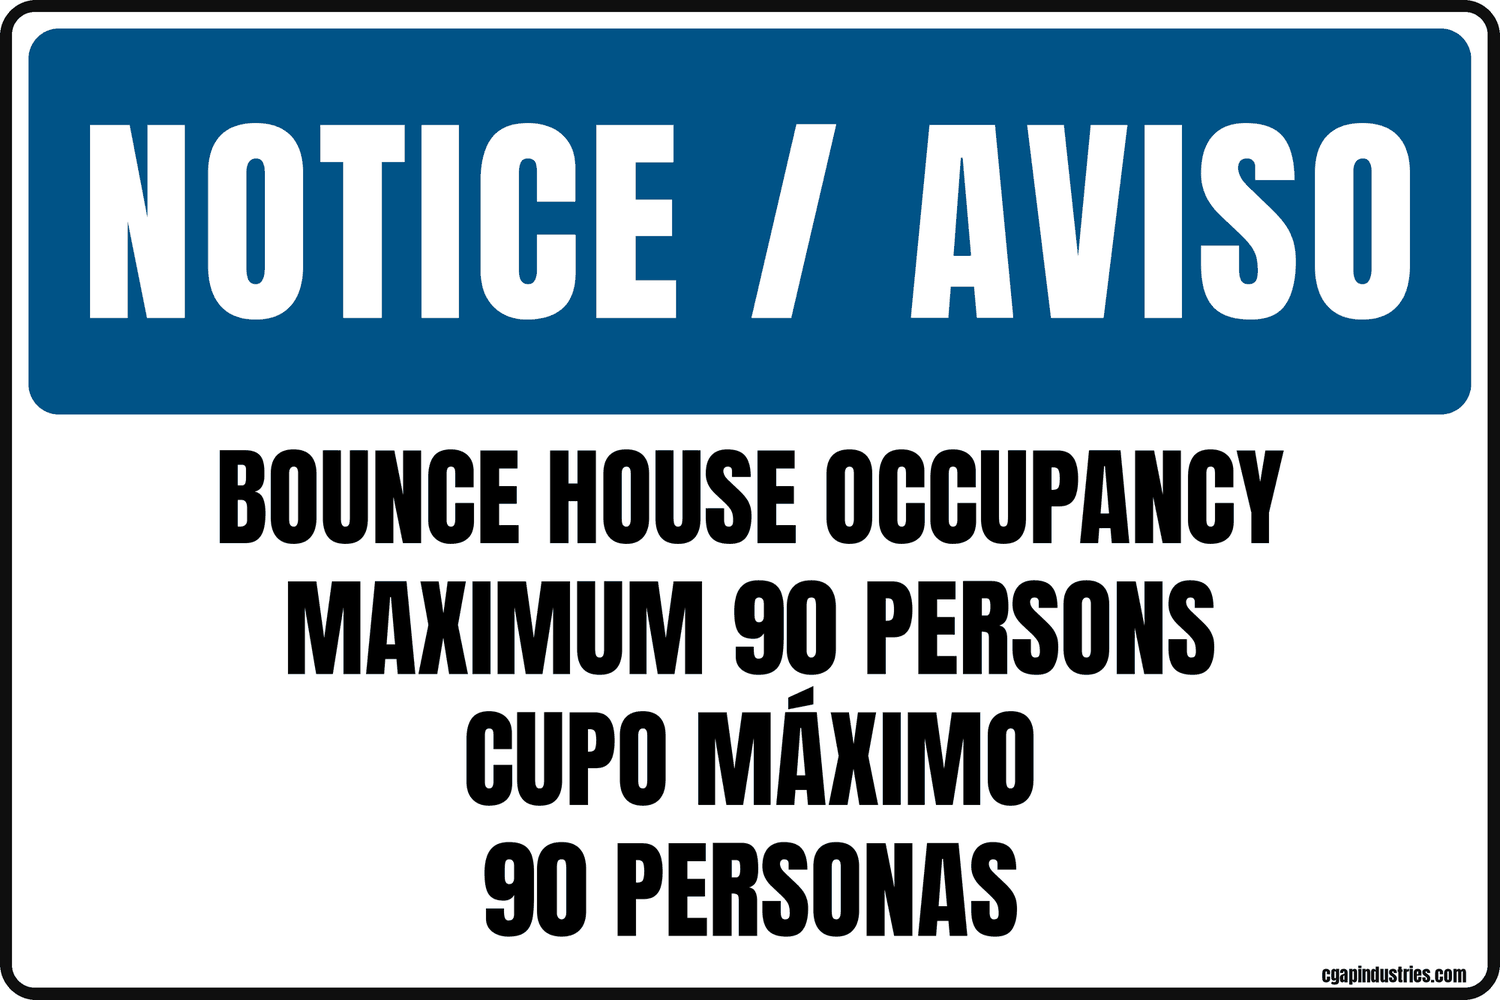 NOTICE / AVISO
BOUNCE HOUSE OCCUPANCY
MAXIMUM 90 PERSONS
CUPO MÁXIMO
90 PERSONAS
cgapindustries.com